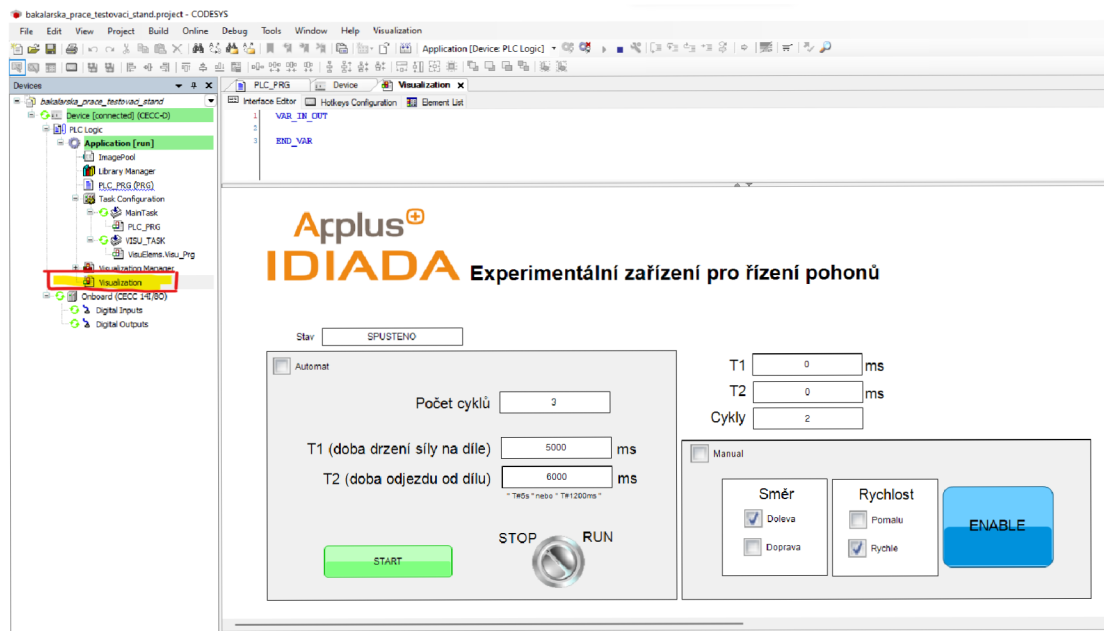 bakalarska_prace_testovaci_stand.project - CODESYS
File Edit View Project Build Online Debug Tools Window Help Visualization
Application [Device: PLC Logic]
Devices
PLC_PRG Device Visualization
Interface Editor Hotkeys Configuration Element List
bakalarska_prace_testovaci_stand
Device [connected] (CECC-D)
PLC Logic
Application [run]
ImagePool
Library Manager
PLC_PRG (PRG)
Task Configuration
MainTask
PLC_PRG
VISU_TASK
VisuElems.Visu_Prg
Visualization Manager
Visualization
Onboard (CECC 14I/8O)
Digital Inputs
Digital Outputs
1 VAR_IN_OUT
2
3 END_VAR
Applus+
IDIADA Experimentální zařízení pro řízení pohonů
Stav SPUSTENO
Automat
Počet cyklů 3
T1 (doba drzení síly na díle) 5000 ms
T2 (doba odjezdu od dílu) 6000 ms
" T#5s " nebo " T#1200ms "
STOP RUN
START
T1 0 ms
T2 0 ms
Cykly 2
Manual
Směr Rychlost
Doleva Pomalu
Doprava Rychle
ENABLE